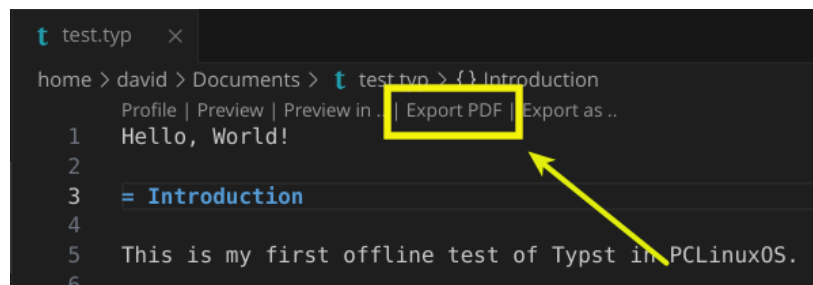 t test.typ ×
home > david > Documents > t test.typ > {} Introduction
Profile | Preview | Preview in .. | Export PDF | Export as ..
1 Hello, World!
2
3 = Introduction
4
5 This is my first offline test of Typst in PCLinuxOS.
6